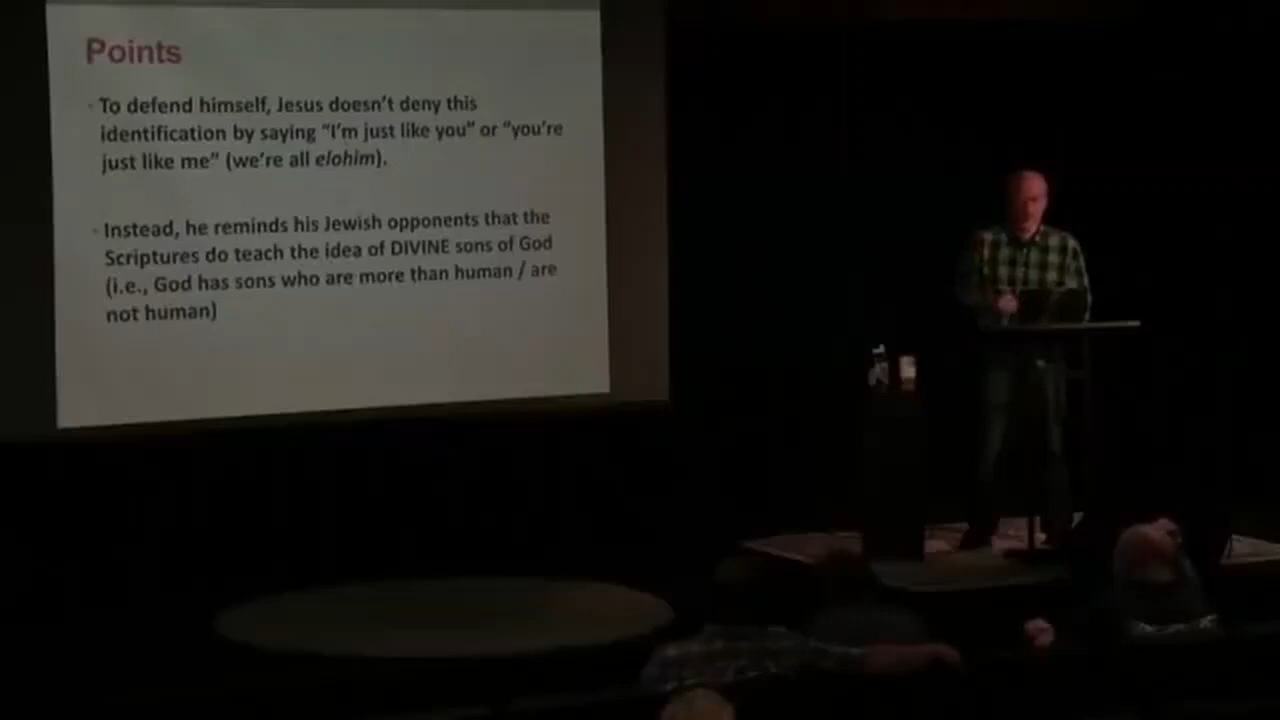 Points
To defend himself, Jesus doesn't deny this
identification by saying "I'm just like you" or "you're
just like me" (we're all elohim).
Instead, he reminds his Jewish opponents that the
Scriptures do teach the idea of DIVINE sons of God
(i.e., God has sons who are more than human / are
not human)